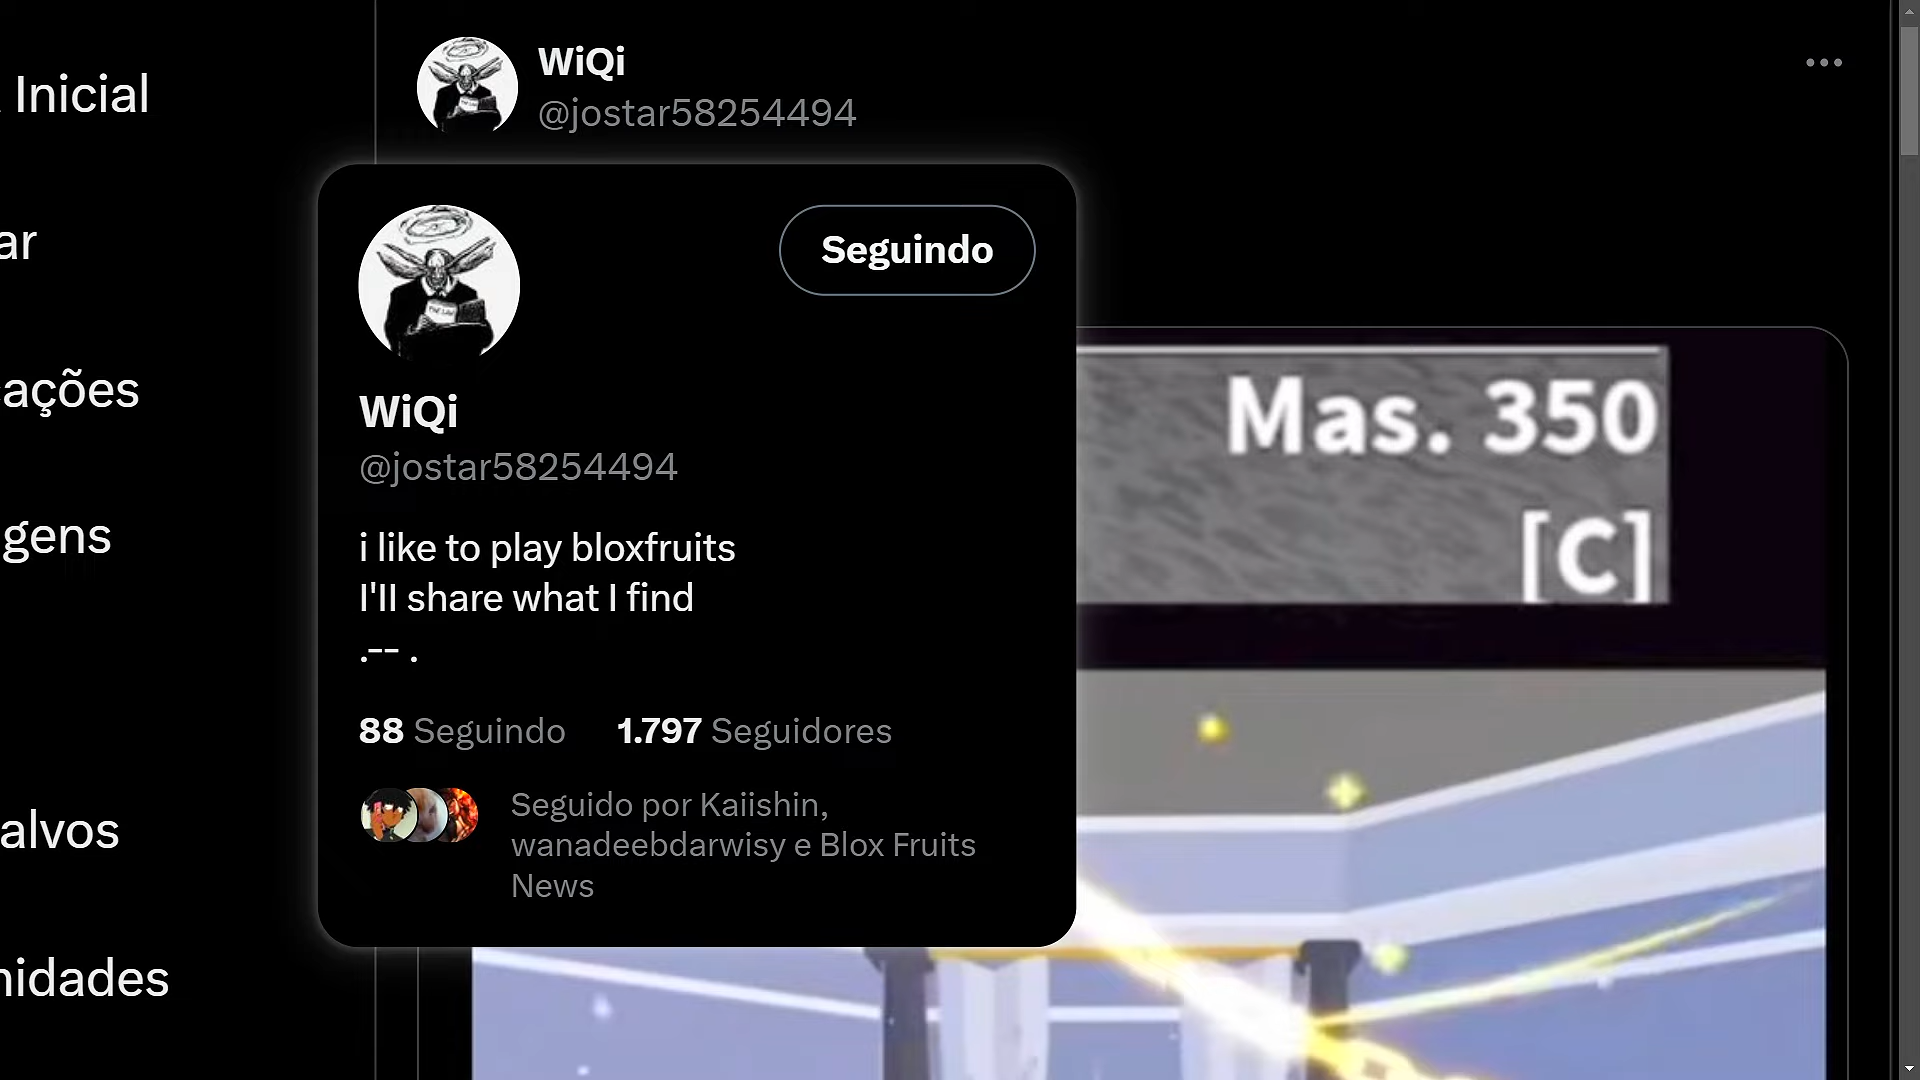 WiQi
@jostar58254494
Inicial
ar
Seguindo
ações
Mas. 350
[C]
WiQi
@jostar58254494
gens
i like to play bloxfruits
I'll share what I find
.-- .
88 Seguindo 1.797 Seguidores
alvos
Seguido por Kaiishin,
wanadeebdarwisy e Blox Fruits
News
nidades